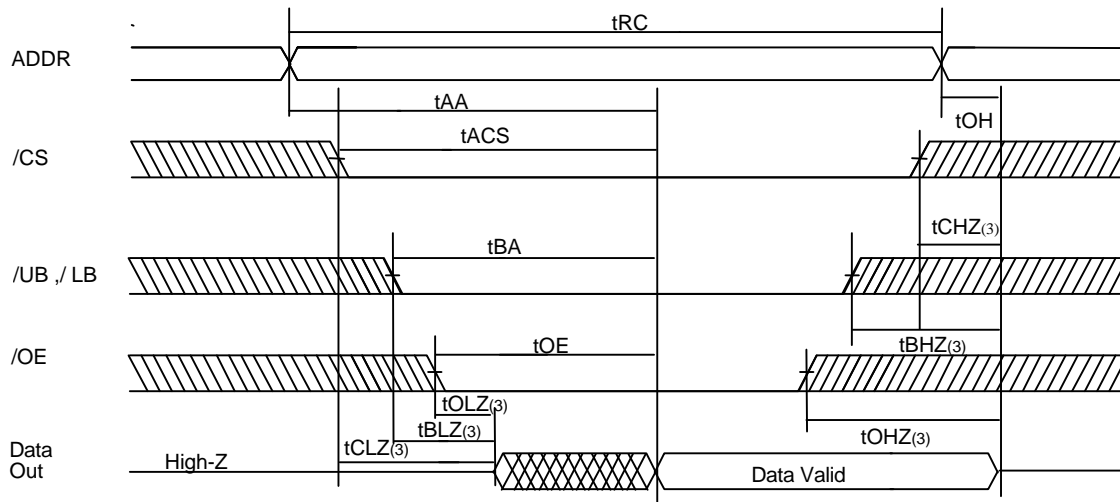 tRC
ADDR
tAA
tOH
tACS
/CS
tCHZ(3)
tBA
/UB ,/ LB
tBHZ(3)
tOE
/OE
tOLZ(3)
tBLZ(3)
tOHZ(3)
tCLZ(3)
Data
Out
High-Z
Data Valid